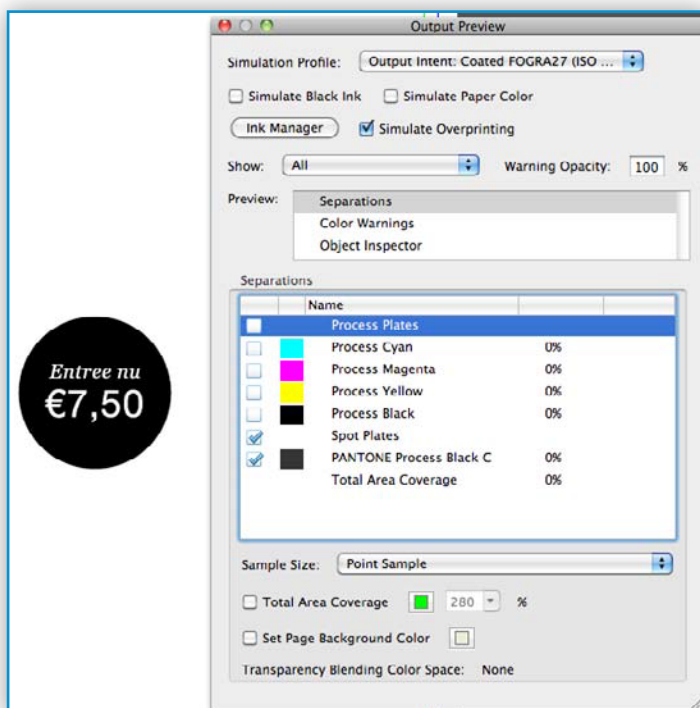 Output Preview
Simulation Profile: Output Intent: Coated FOGRA27 (ISO ...
Simulate Black Ink Simulate Paper Color
Ink Manager Simulate Overprinting
Show: All Warning Opacity: 100 %
Preview: Separations
Color Warnings
Object Inspector
Separations
Name
Process Plates
Process Cyan 0%
Process Magenta 0%
Process Yellow 0%
Process Black 0%
Spot Plates
PANTONE Process Black C 0%
Total Area Coverage 0%
Entree nu
€7,50
Sample Size: Point Sample
Total Area Coverage 280 %
Set Page Background Color
Transparency Blending Color Space: None